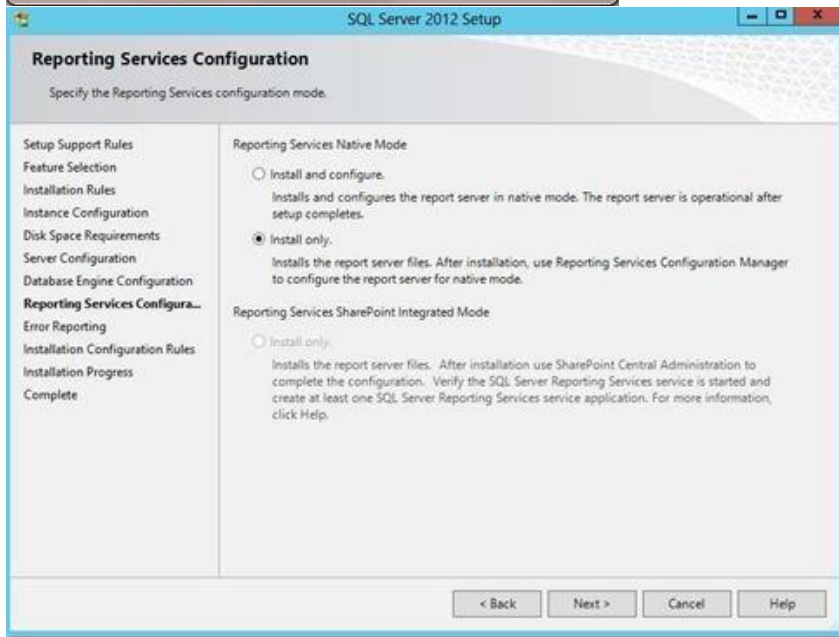 SQL Server 2012 Setup
Reporting Services Configuration
Specify the Reporting Services configuration mode.
Setup Support Rules
Feature Selection
Installation Rules
Instance Configuration
Disk Space Requirements
Server Configuration
Database Engine Configuration
Reporting Services Configura...
Error Reporting
Installation Configuration Rules
Installation Progress
Complete
Reporting Services Native Mode
Install and configure.
Installs and configures the report server in native mode. The report server is operational after
setup completes.
Install only.
Installs the report server files. After installation, use Reporting Services Configuration Manager
to configure the report server for native mode.
Reporting Services SharePoint Integrated Mode
Install only.
Installs the report server files. After installation use SharePoint Central Administration to
complete the configuration. Verify the SQL Server Reporting Services service is started and
create at least one SQL Server Reporting Services service application. For more information,
click Help.
< Back
Next >
Cancel
Help